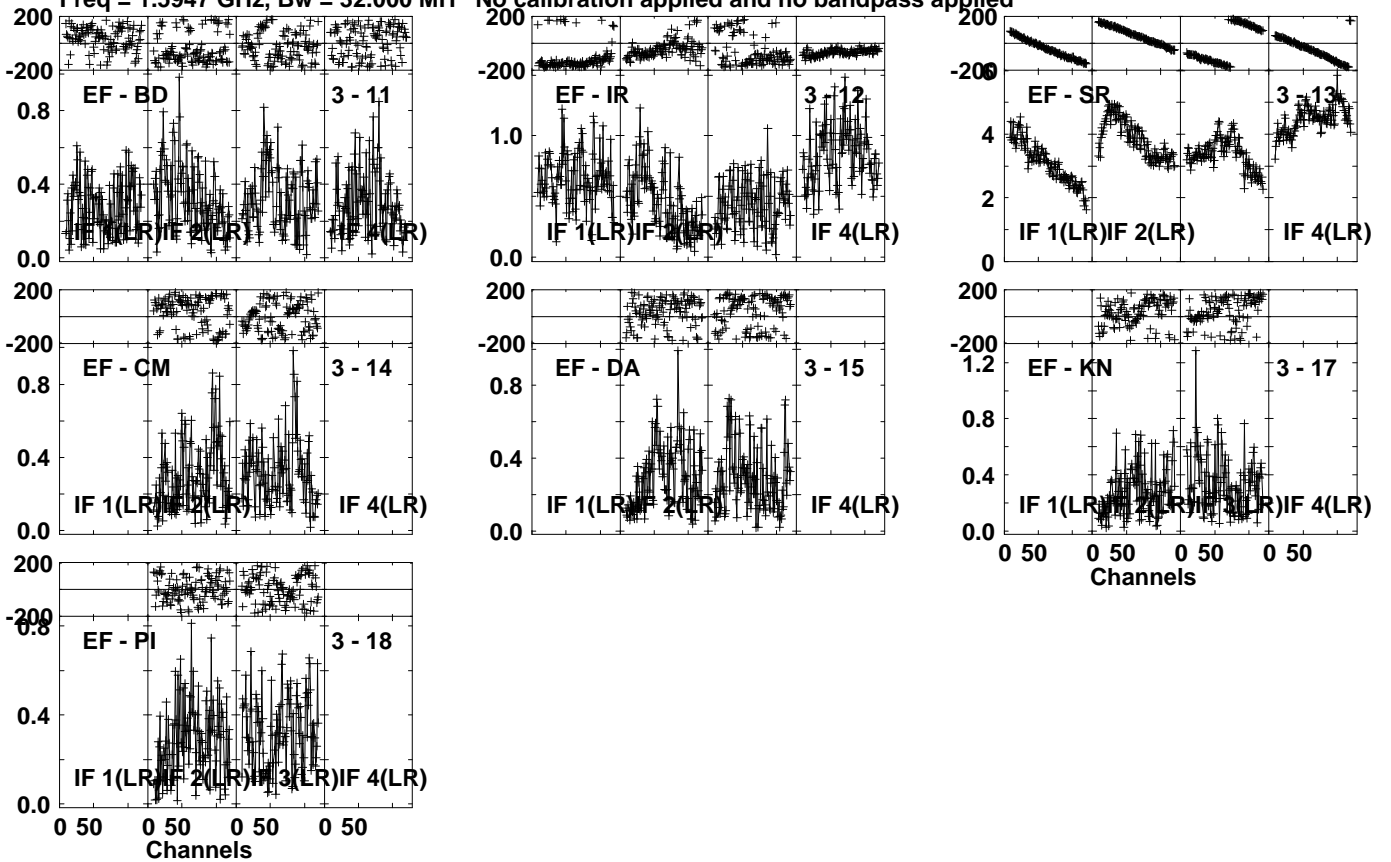 Freq = 1.5947 GHz, Bw = 32.000 MH No calibration applied and no bandpass applied
200
-200
EF - BD
3 - 11
0.8
0.4
0.0
IF 1(LR)
IF 2(LR)
IF 4(LR)
200
-200
EF - IR
3 - 12
1.0
0.0
IF 1(LR)
IF 2(LR)
IF 4(LR)
200
-200
6
EF - SR
3 - 13
4
2
0
IF 1(LR)
IF 2(LR)
IF 4(LR)
200
-200
EF - CM
3 - 14
0.8
0.4
0.0
IF 1(LR)
IF 2(LR)
IF 4(LR)
200
-200
EF - DA
3 - 15
0.8
0.4
0.0
IF 1(LR)
IF 2(LR)
IF 4(LR)
200
-200
EF - KN
3 - 17
1.2
0.8
0.4
0.0
IF 1(LR)
IF 2(LR)
IF 3(LR)
IF 4(LR)
0 50 0 50 0 50 0 50
Channels
200
-200
0.8
EF - PI
3 - 18
0.4
0.0
IF 1(LR)
IF 2(LR)
IF 3(LR)
IF 4(LR)
0 50 0 50 0 50 0 50
Channels